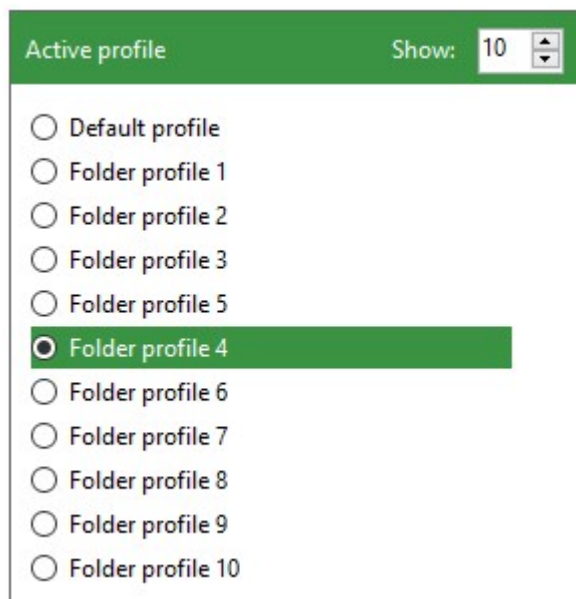 Active profile Show: 10
Default profile
Folder profile 1
Folder profile 2
Folder profile 3
Folder profile 5
Folder profile 4
Folder profile 6
Folder profile 7
Folder profile 8
Folder profile 9
Folder profile 10